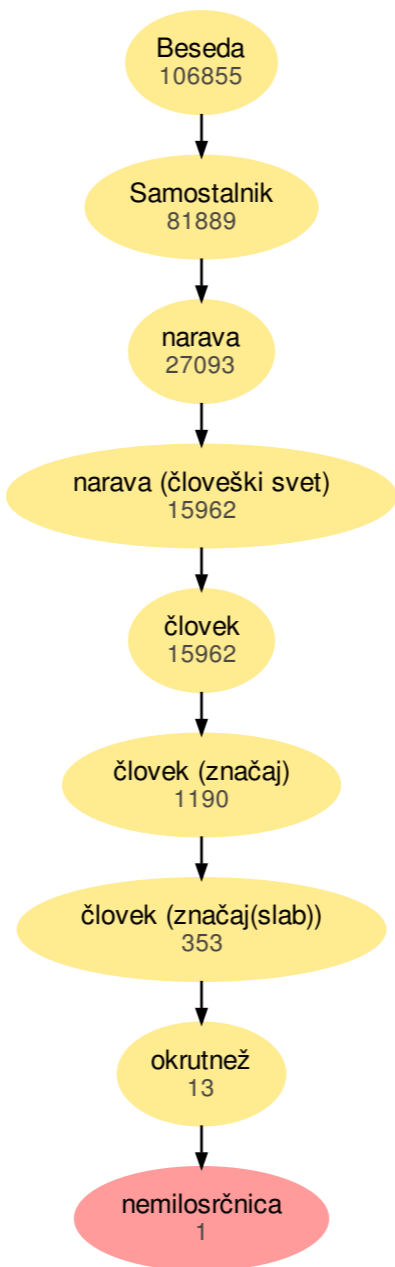 Beseda
106855
Samostalnik
81889
narava
27093
narava (človeški svet)
15962
človek
15962
človek (značaj)
1190
človek (značaj(slab))
353
okrutnež
13
nemilosrčnica
1